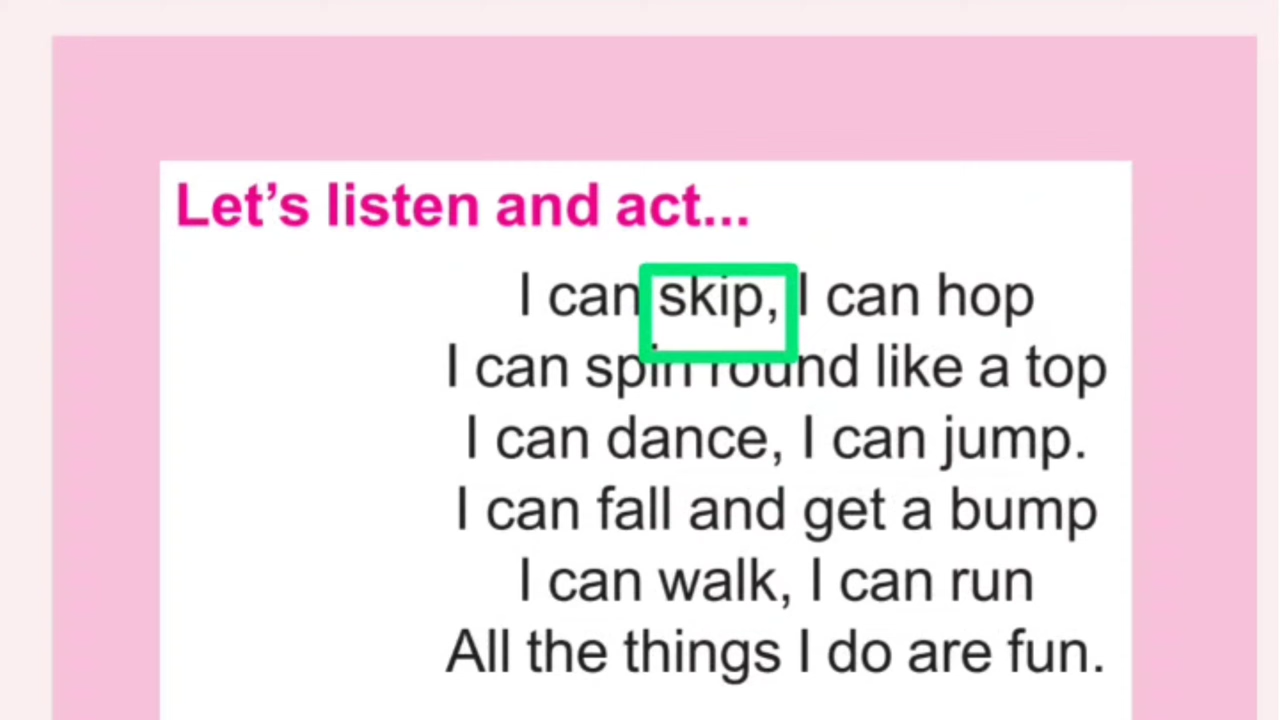 Let’s listen and act...
I can skip, I can hop
I can spin round like a top
I can dance, I can jump.
I can fall and get a bump
I can walk, I can run
All the things I do are fun.